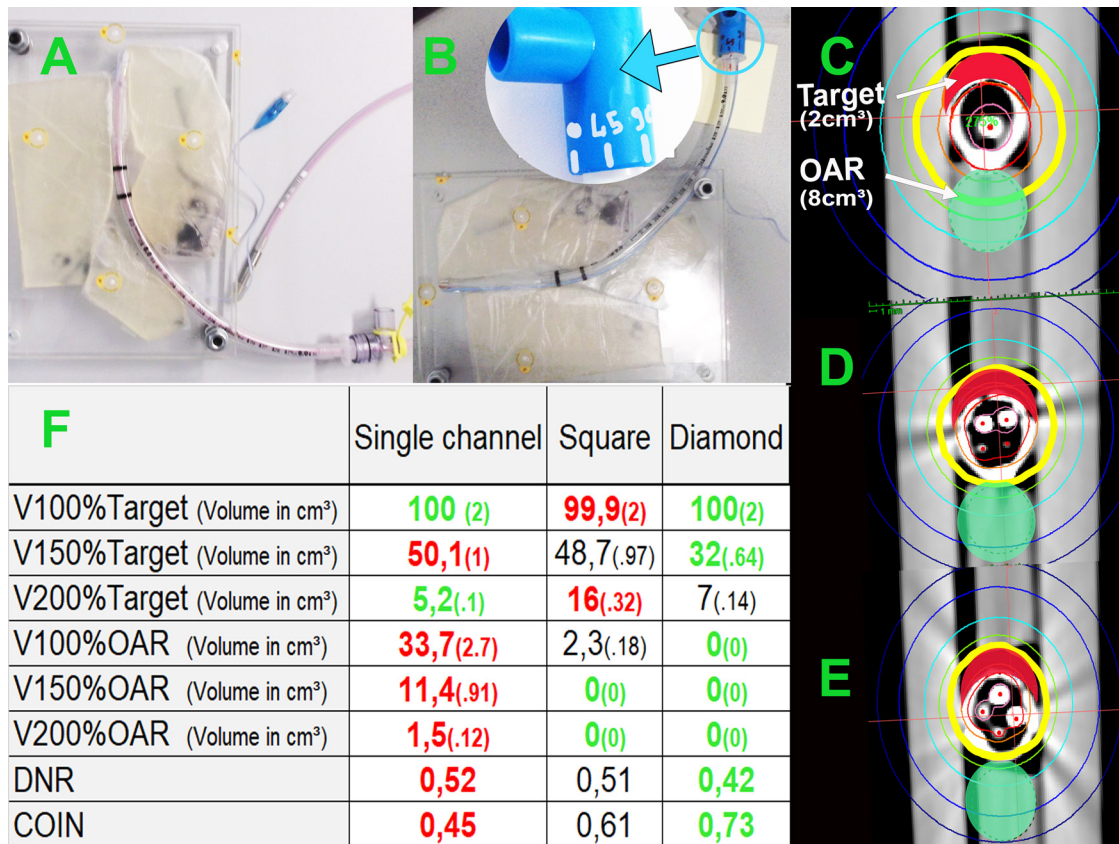 A
B
56 57
C
Target
(2cm³)
275%
OAR
(8cm³)
1 mm
D
E
F
Single channel Square Diamond
V100%Target (Volume in cm³) 100 (2) 99,9(2) 100(2)
V150%Target (Volume in cm³) 50,1(1) 48,7(.97) 32(.64)
V200%Target (Volume in cm³) 5,2(.1) 16(.32) 7(.14)
V100%OAR (Volume in cm³) 33,7(2.7) 2,3(.18) 0(0)
V150%OAR (Volume in cm³) 11,4(.91) 0(0) 0(0)
V200%OAR (Volume in cm³) 1,5(.12) 0(0) 0(0)
DNR 0,52 0,51 0,42
COIN 0,45 0,61 0,73